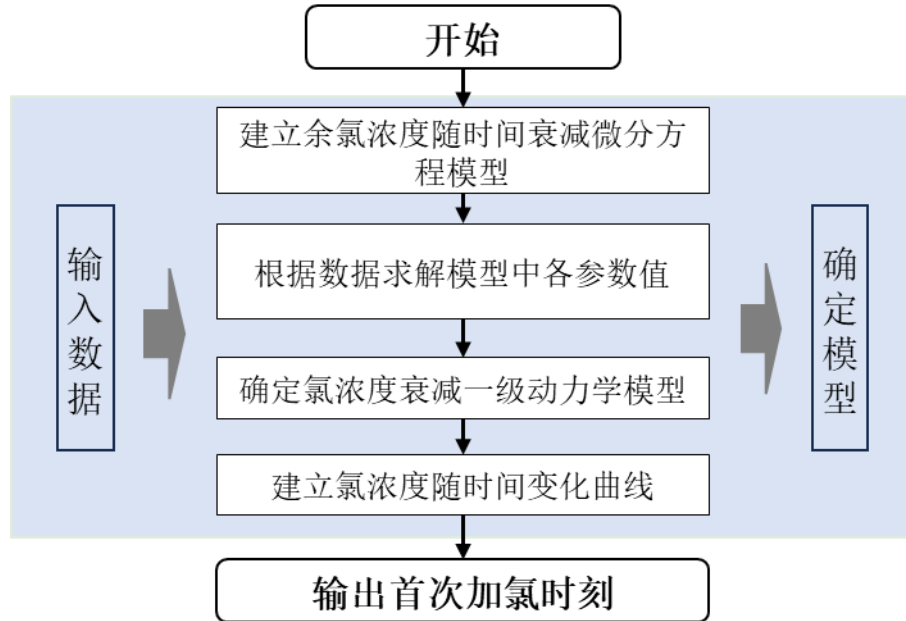 开始
建立余氯浓度随时间衰减微分方
程模型
输入数据
根据数据求解模型中各参数值
确定模型
确定氯浓度衰减一级动力学模型
建立氯浓度随时间变化曲线
输出首次加氯时刻